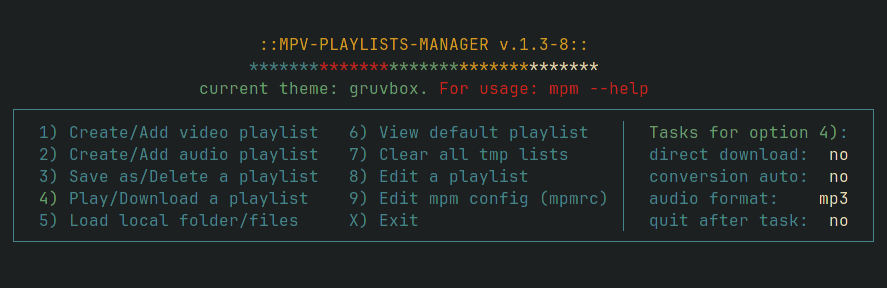 ::MPV-PLAYLISTS-MANAGER v.1.3-8::
***********************************
current theme: gruvbox. For usage: mpm --help
1) Create/Add video playlist   6) View default playlist   Tasks for option 4):
2) Create/Add audio playlist   7) Clear all tmp lists   direct download: no
3) Save as/Delete a playlist   8) Edit a playlist   conversion auto: no
4) Play/Download a playlist   9) Edit mpm config (mpmrc)   audio format: mp3
5) Load local folder/files   X) Exit   quit after task: no